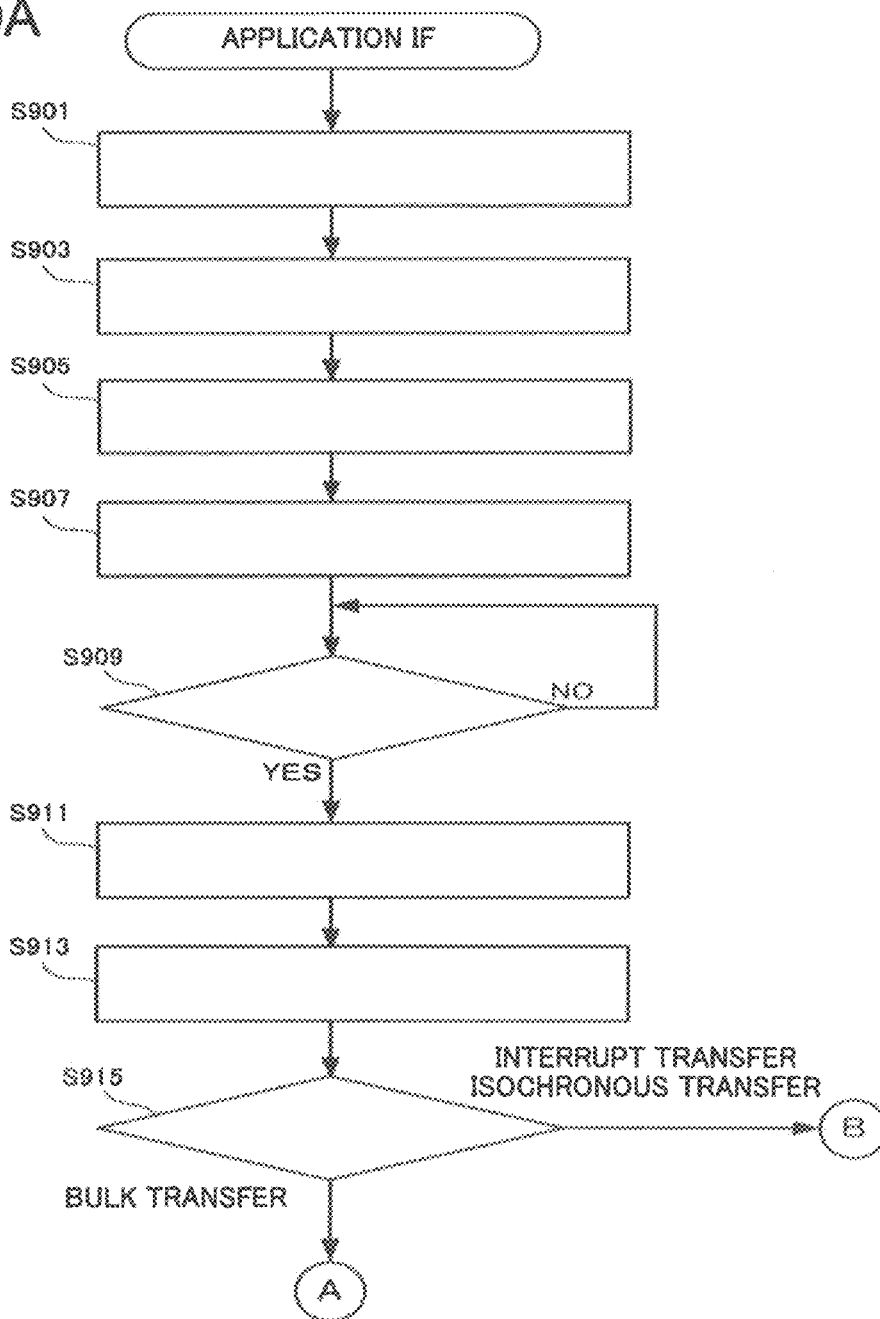 APPLICATION IF
S901
S903
S905
S907
S909
NO
YES
S911
S913
S915
INTERRUPT TRANSFER
ISOCHRONOUS TRANSFER
B
BULK TRANSFER
A